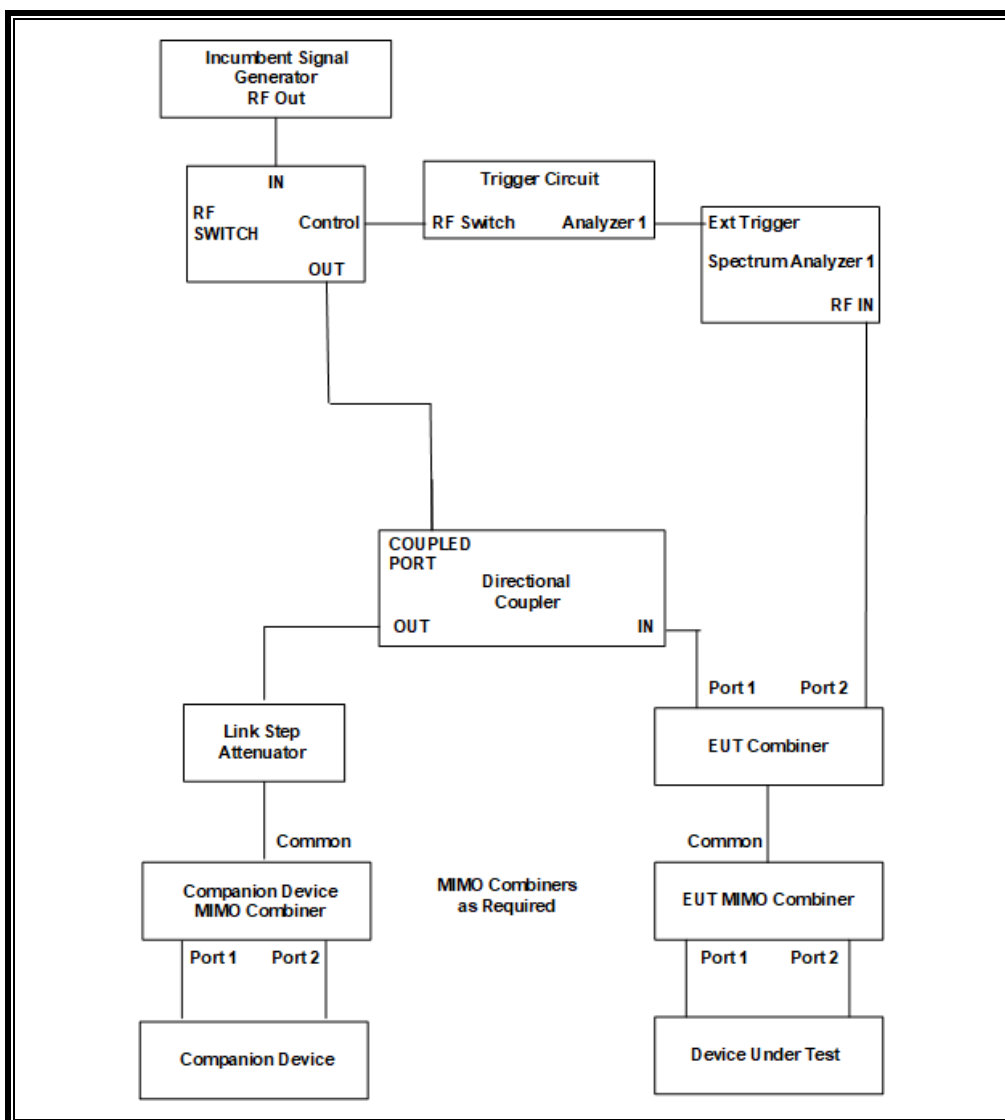 Incumbent Signal
Generator
RF Out
IN
RF
SWITCH
Control
OUT
Trigger Circuit
RF Switch
Analyzer 1
Ext Trigger
Spectrum Analyzer 1
RF IN
COUPLED
PORT
Directional
Coupler
OUT
IN
Port 1
Port 2
Link Step
Attenuator
EUT Combiner
Common
Common
Companion Device
MIMO Combiner
MIMO Combiners
as Required
EUT MIMO Combiner
Port 1
Port 2
Port 1
Port 2
Companion Device
Device Under Test